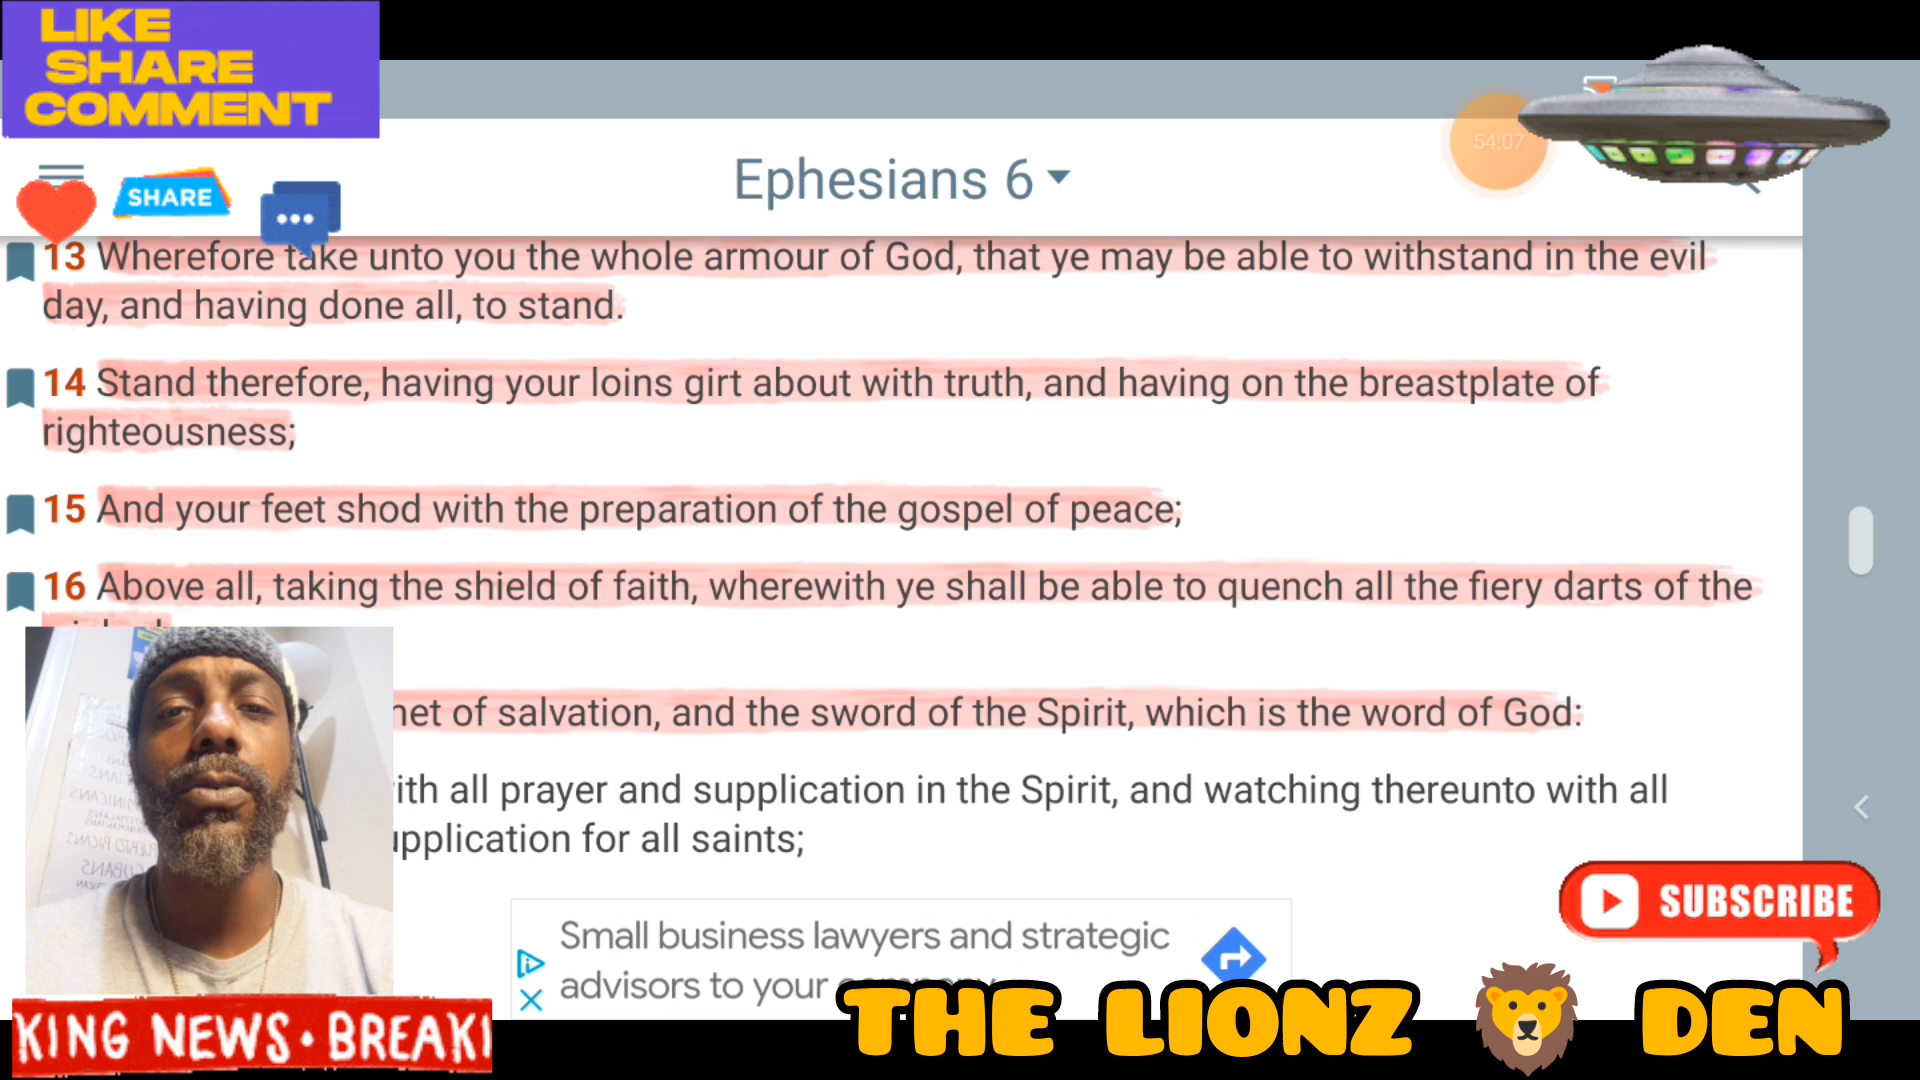 LIKE
SHARE
COMMENT
SHARE
Ephesians 6
54:07
13 Wherefore take unto you the whole armour of God, that ye may be able to withstand in the evil
day, and having done all, to stand.
14 Stand therefore, having your loins girt about with truth, and having on the breastplate of
righteousness;
15 And your feet shod with the preparation of the gospel of peace;
16 Above all, taking the shield of faith, wherewith ye shall be able to quench all the fiery darts of the
of salvation, and the sword of the Spirit, which is the word of God:
all prayer and supplication in the Spirit, and watching thereunto with all
for all saints;
Small business lawyers and strategic
advisors to your
SUBSCRIBE
KING NEWS • BREAKI
THE LIONZ DEN